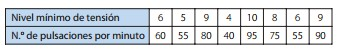 Nivel mínimo de tensión 6 5 9 4 10 8 6 9
N.º de pulsaciones por minuto 60 55 80 40 95 75 55 90